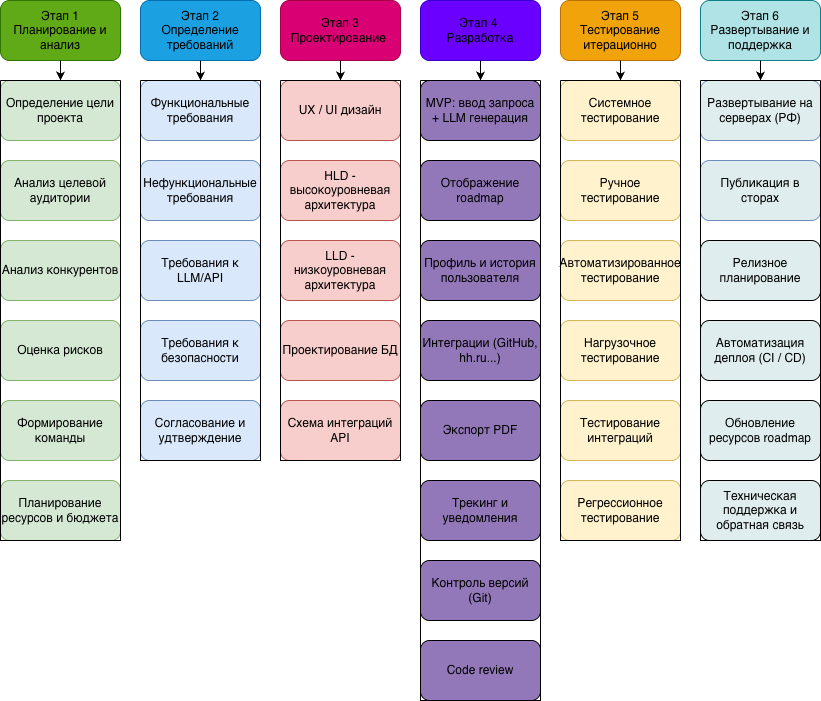 Этап 1
Планирование и
анализ
Определение цели
проекта
Анализ целевой
аудитории
Анализ конкурентов
Оценка рисков
Формирование
команды
Планирование
ресурсов и бюджета
Этап 2
Определение
требований
Функциональные
требования
Нефункциональные
требования
Требования к
LLM/API
Требования к
безопасности
Согласование и
удтверждение
Этап 3
Проектирование
UX / UI дизайн
HLD -
высокоуровневая
архитектура
LLD -
низкоуровневая
архитектура
Проектирование БД
Схема интеграций
API
Этап 4
Разработка
MVP: ввод запроса
+ LLM генерация
Отображение
roadmap
Профиль и история
пользователя
Интеграции (GitHub,
hh.ru...)
Экспорт PDF
Трекинг и
уведомления
Контроль версий
(Git)
Code review
Этап 5
Тестирование
итерационно
Системное
тестирование
Ручное
тестирование
Автоматизированное
тестирование
Нагрузочное
тестирование
Тестирование
интеграций
Регрессионное
тестирование
Этап 6
Развертывание и
поддержка
Развертывание на
серверах (РФ)
Публикация в
сторах
Релизное
планирование
Автоматизация
деплоя (CI / CD)
Обновление
ресурсов roadmap
Техническая
поддержка и
обратная связь